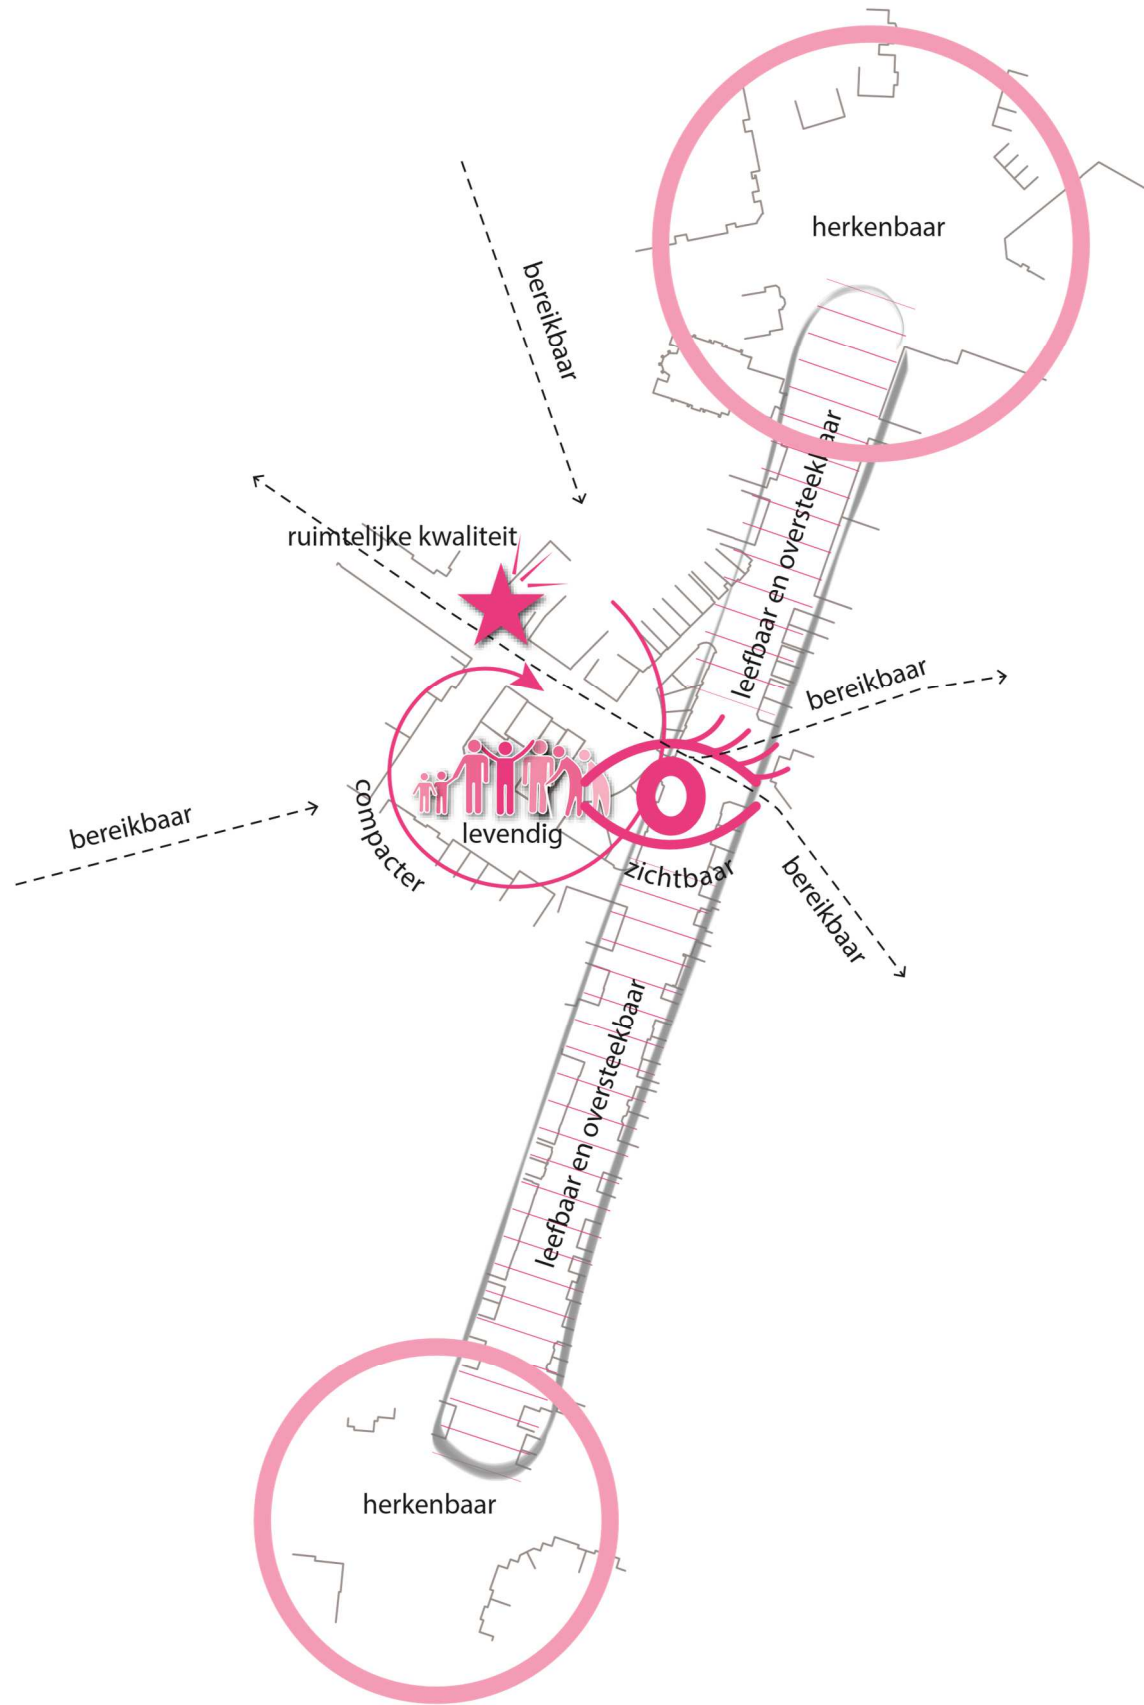 herkenbaar
bereikbaar
leefbaar en oversteekbaar
ruimtelijke kwaliteit
bereikbaar
bereikbaar
compacter
levendig
zichtbaar
bereikbaar
leefbaar en oversteekbaar
herkenbaar